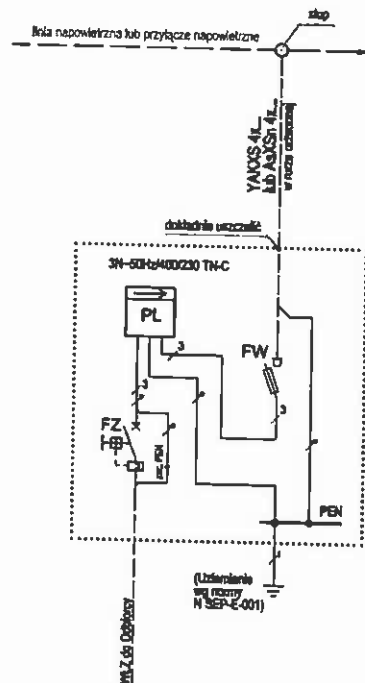 słup
linia napowietrzna lub przyłącze napowietrzne
YAKXS 4x...
lub AsXSn 4x...
w rurze osłonowej
dokładnie uszczelnić
3N~50Hz/400/230 TN-C
PL
3
FW
3
3
FZ
PEN
PEN
(Uziemienie
wg normy
N SEP-E-001)
WLZ do Odbiorcy